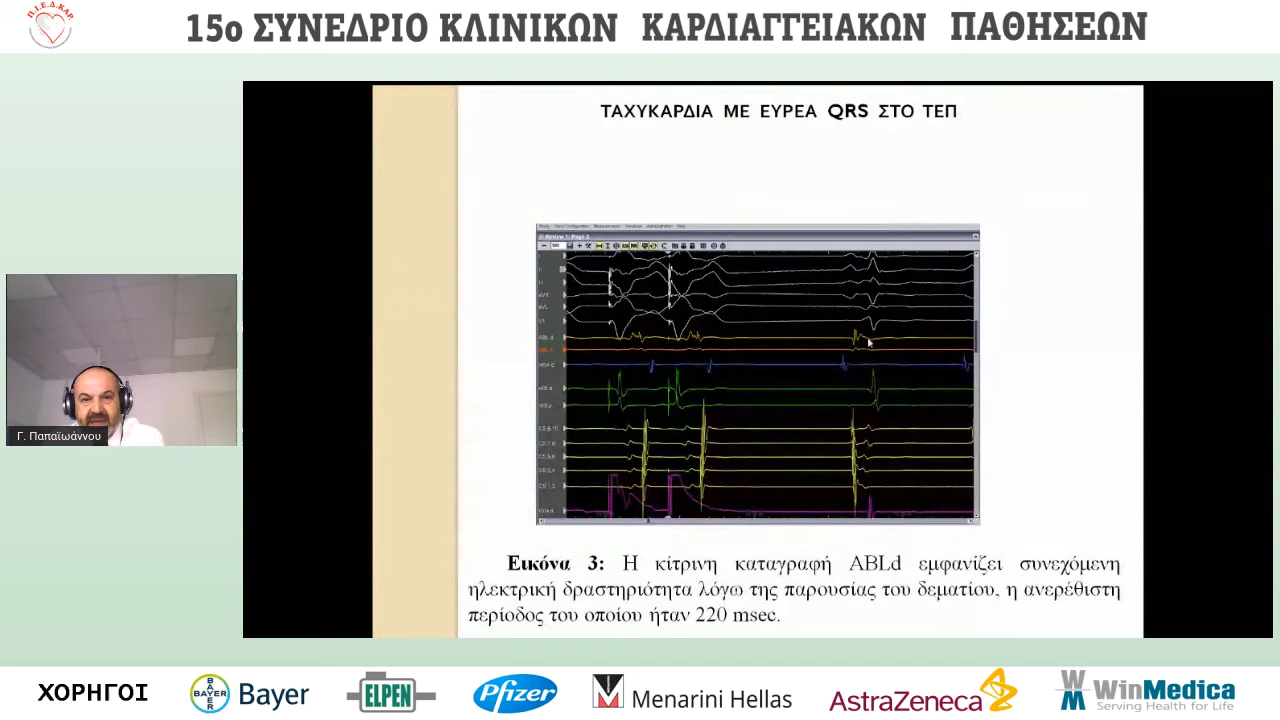 Π.Ι.Ε.Δ.ΚΑΡ
15ο ΣΥΝΕΔΡΙΟ ΚΛΙΝΙΚΩΝ ΚΑΡΔΙΑΓΓΕΙΑΚΩΝ ΠΑΘΗΣΕΩΝ
ΤΑΧΥΚΑΡΔΙΑ ΜΕ ΕΥΡΕΑ QRS ΣΤΟ ΤΕΠ
Γ. Παπαϊωάννου
Εικόνα 3: Η κίτρινη καταγραφή ABLd εμφανίζει συνεχόμενη
ηλεκτρική δραστηριότητα λόγω της παρουσίας του δεματίου, η ανερέθιστη
περίοδος του οποίου ήταν 220 msec.
ΧΟΡΗΓΟΙ
BAYER
BAYER
Bayer
ELPEN
Pfizer
Menarini Hellas
AstraZeneca
WinMedica
Serving Health for Life